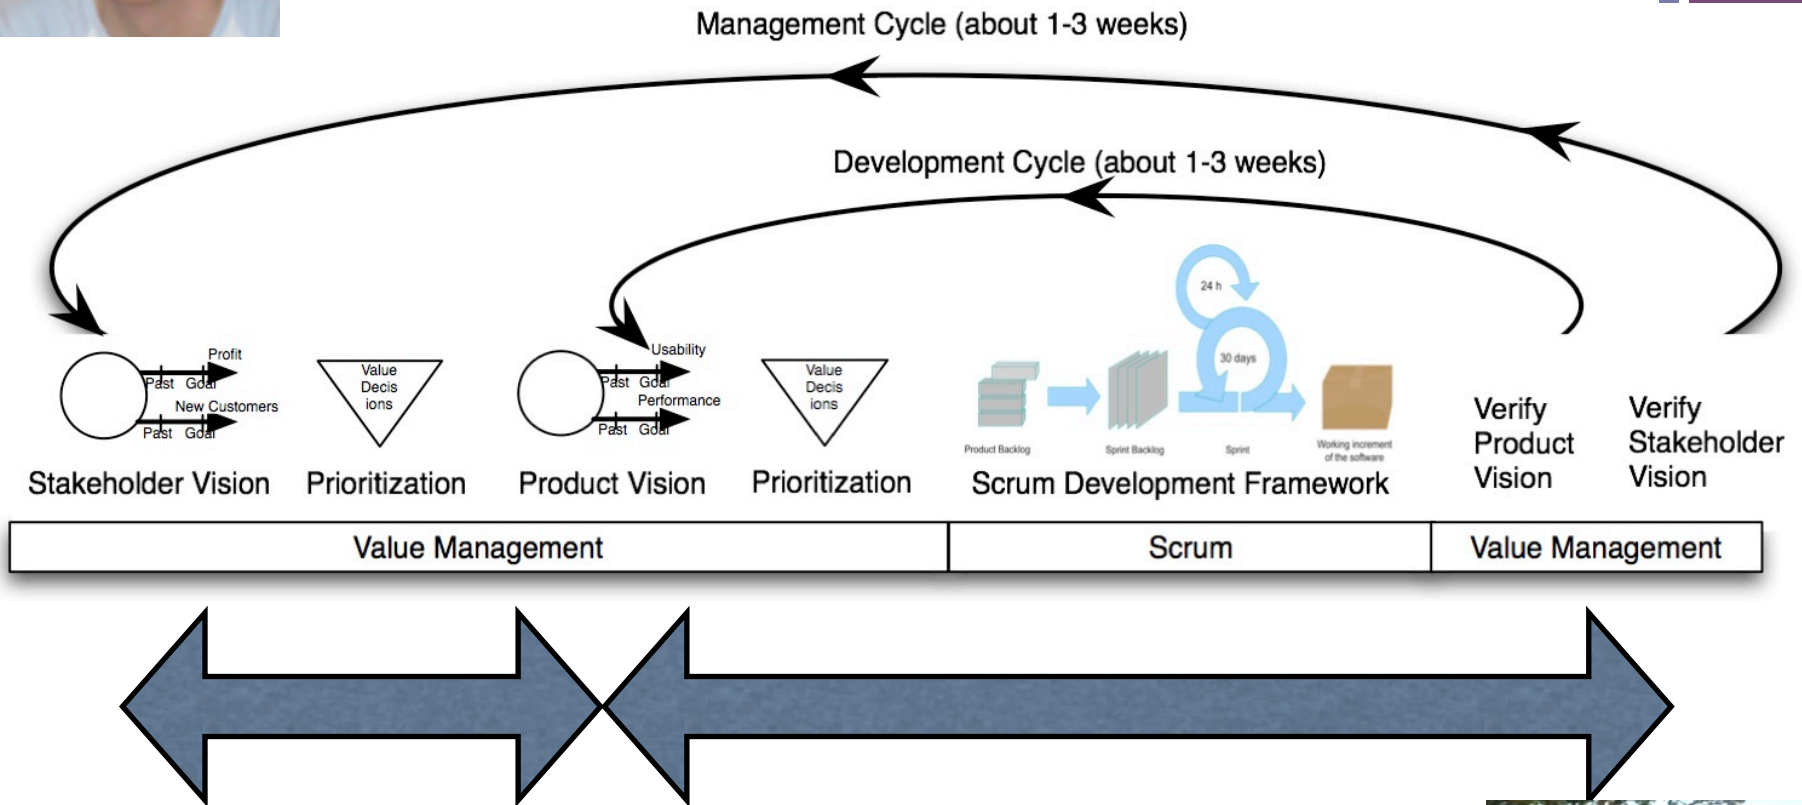 Management Cycle (about 1-3 weeks)
Development Cycle (about 1-3 weeks)
24 h
30 days
Profit
Past Goal
New Customers
Past Goal
Value
Decis
ions
Usability
Past Goal
Performance
Past Goal
Value
Decis
ions
Product Backlog
Sprint Backlog
Sprint
Working increment
of the software
Verify
Product
Vision
Verify
Stakeholder
Vision
Stakeholder Vision
Prioritization
Product Vision
Prioritization
Scrum Development Framework
Value Management
Scrum
Value Management